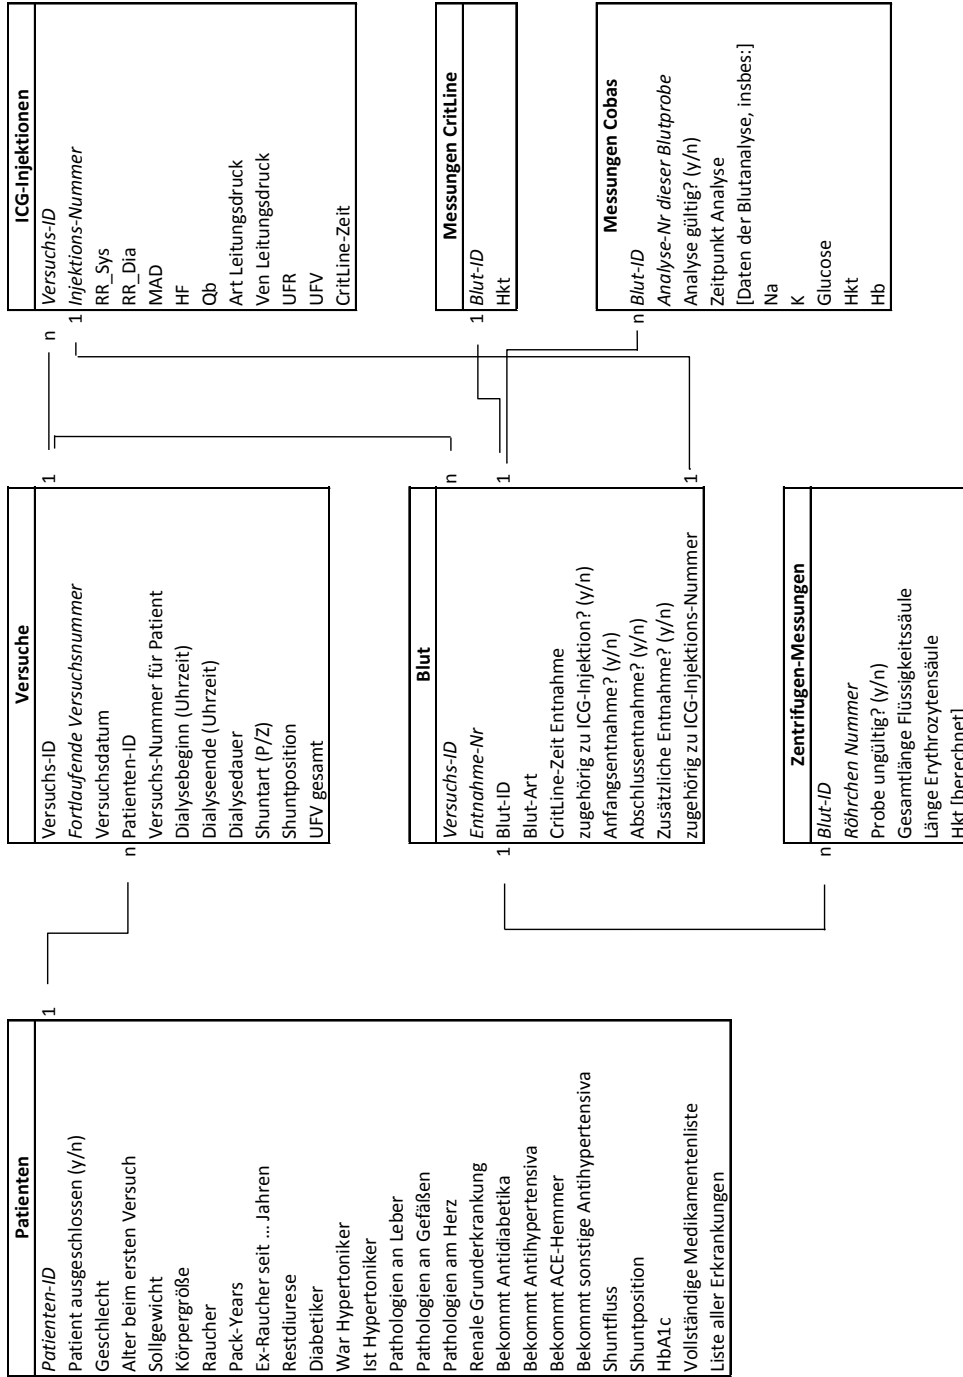 Patienten
1
Patienten-ID
Patient ausgeschlossen (y/n)
Geschlecht
Alter beim ersten Versuch
Sollgewicht
Körpergröße
Raucher
Pack-Years
Ex-Raucher seit ... Jahren
Restdiurese
Diabetiker
War Hypertoniker
Ist Hypertoniker
Pathologien an Leber
Pathologien an Gefäßen
Pathologien am Herz
Renale Grunderkrankung
Bekommt Antidiabetika
Bekommt Antihypertensiva
Bekommt ACE-Hemmer
Bekommt sonstige Antihypertensiva
Shuntfluss
Shuntposition
HbA1c
Vollständige Medikamentenliste
Liste aller Erkrankungen
Versuche
Versuchs-ID
1
Fortlaufende Versuchsnummer
Versuchsdatum
n
Patienten-ID
Versuchs-Nummer für Patient
Dialysebeginn (Uhrzeit)
Dialysesende (Uhrzeit)
Dialysedauer
Shuntart (P/Z)
Shuntposition
UFV gesamt
Blut
Versuchs-ID
n
Entnahme-Nr
1
Blut-ID
1
Blut-Art
CritLine-Zeit Entnahme
zugehörig zu ICG-Injektion? (y/n)
Anfangsentnahme? (y/n)
Abschlussentnahme? (y/n)
Zusätzliche Entnahme? (y/n)
zugehörig zu ICG-Injektions-Nummer
1
Zentrifugen-Messungen
n
Blut-ID
Röhrchen Nummer
Probe ungültig? (y/n)
Gesamtlänge Flüssigkeitssäule
Länge Erythrozytensäule
Hkt [berechnet]
ICG-Injektionen
n
Versuchs-ID
1
Injektions-Nummer
RR_Sys
RR_Dia
MAD
HF
Qb
Art Leitungsdruck
Ven Leitungsdruck
UFR
UFV
CritLine-Zeit
Messungen CritLine
1
Blut-ID
Hkt
Messungen Cobas
n
Blut-ID
Analyse-Nr dieser Blutprobe
Analyse gültig? (y/n)
Zeitpunkt Analyse
[Daten der Blutanalyse, insbes:]
Na
K
Glucose
Hkt
Hb